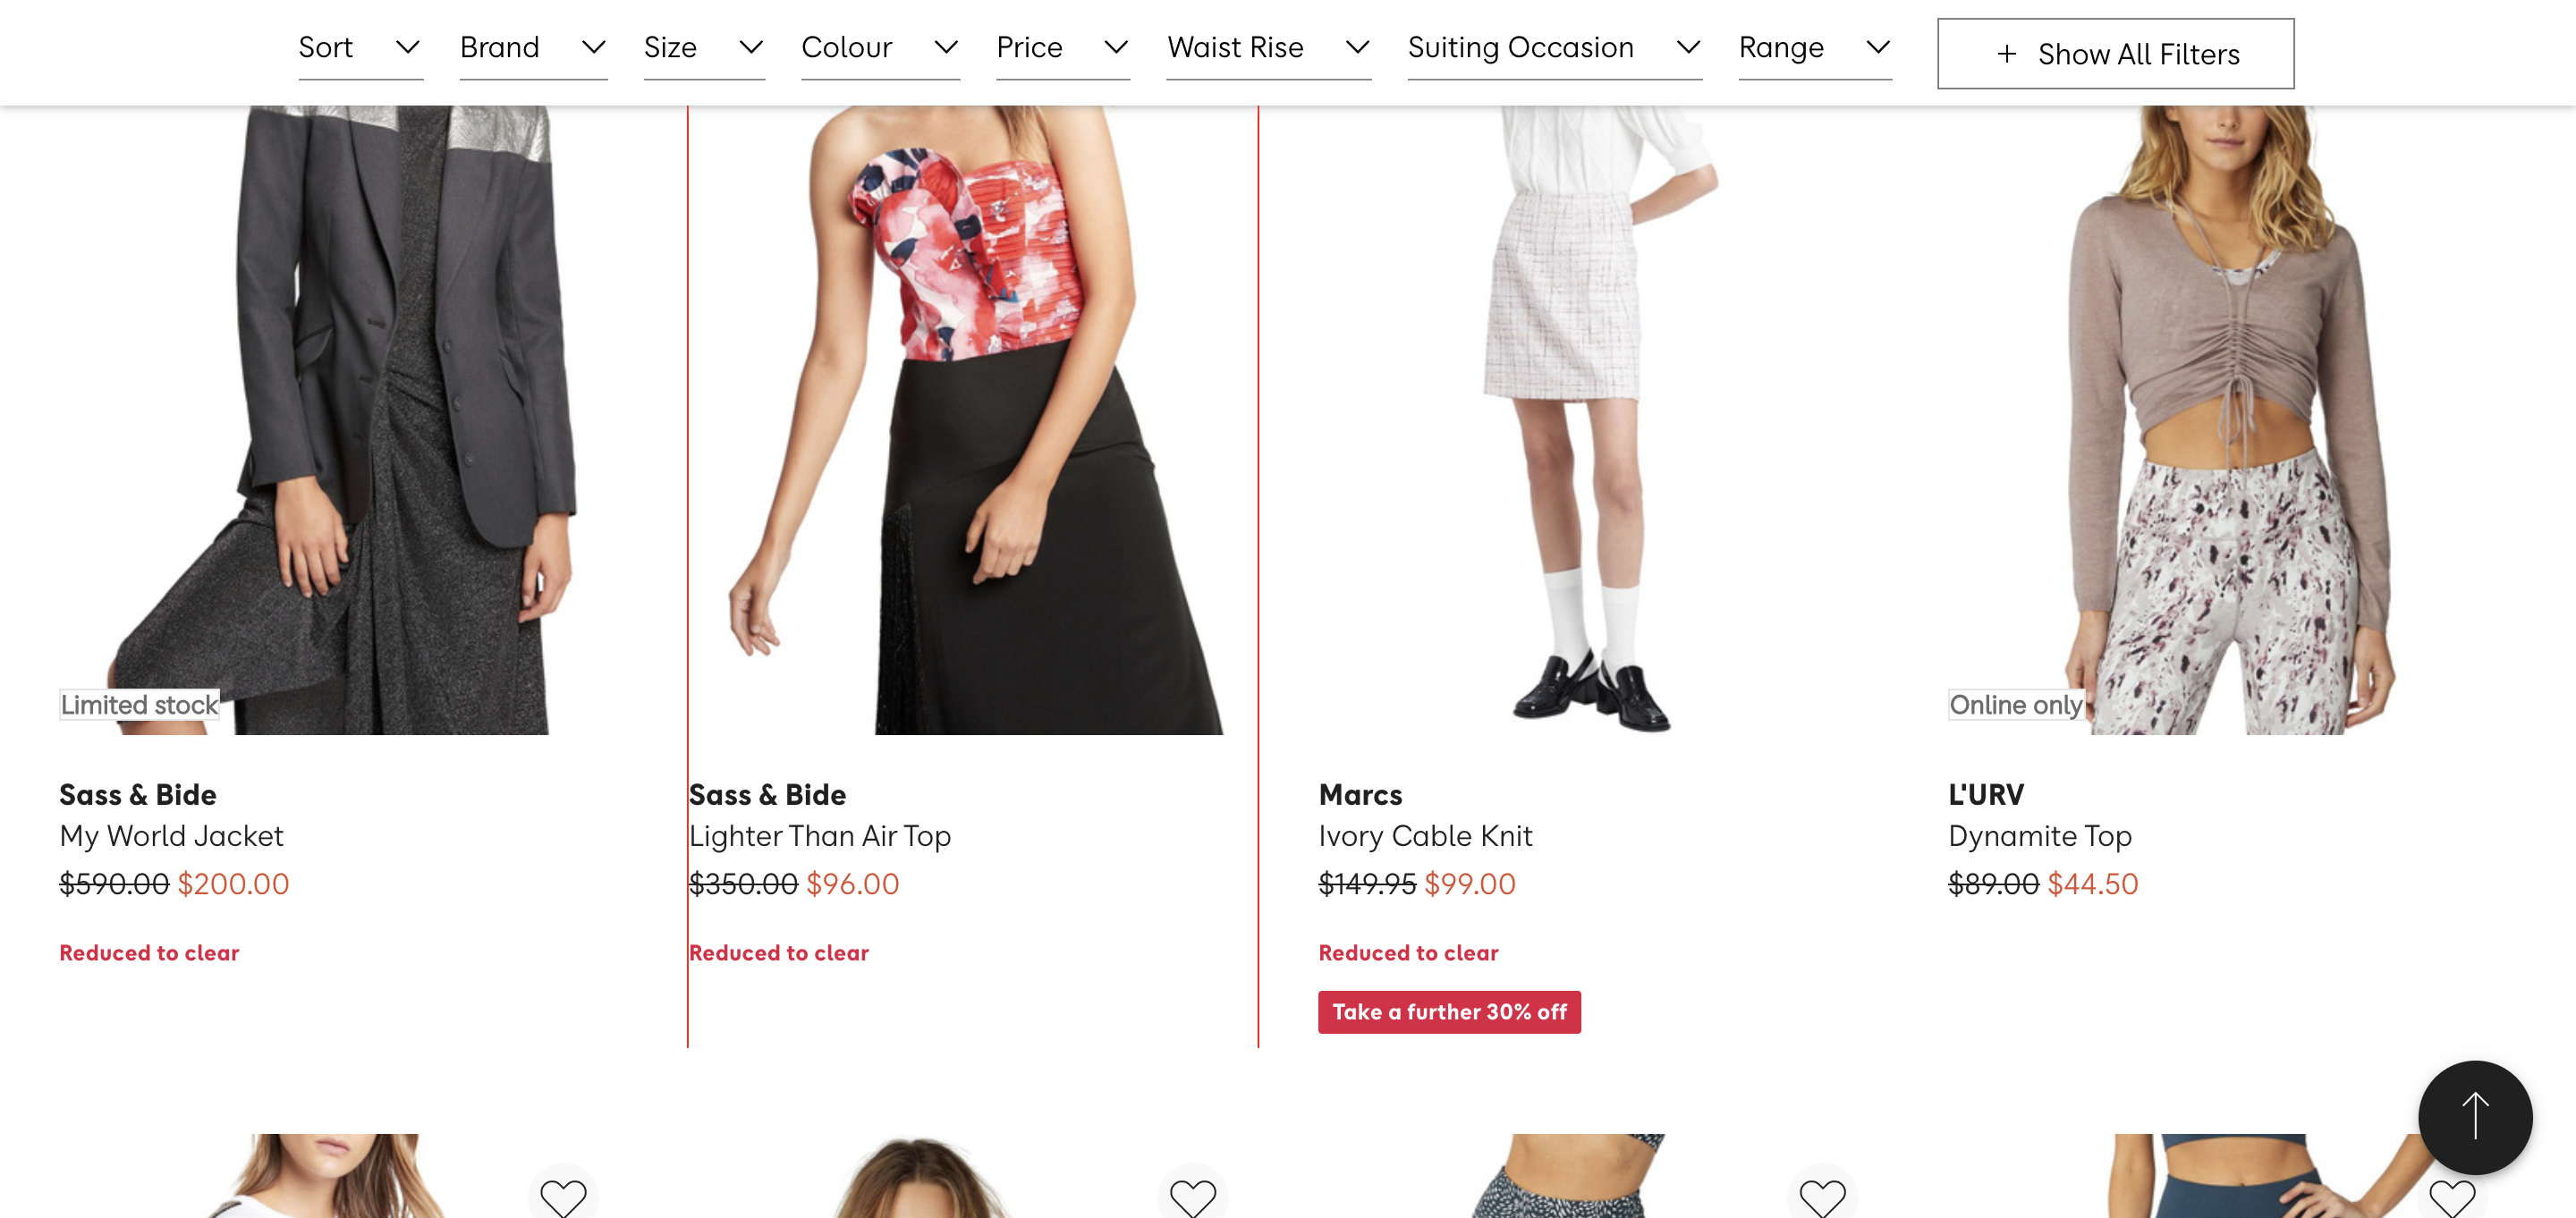 Sort Brand Size Colour Price Waist Rise Suiting Occasion Range + Show All Filters
Limited stock
Online only
Sass & Bide
My World Jacket
$590.00 $200.00
Reduced to clear
Sass & Bide
Lighter Than Air Top
$350.00 $96.00
Reduced to clear
Marcs
Ivory Cable Knit
$149.95 $99.00
Reduced to clear
Take a further 30% off
L'URV
Dynamite Top
$89.00 $44.50